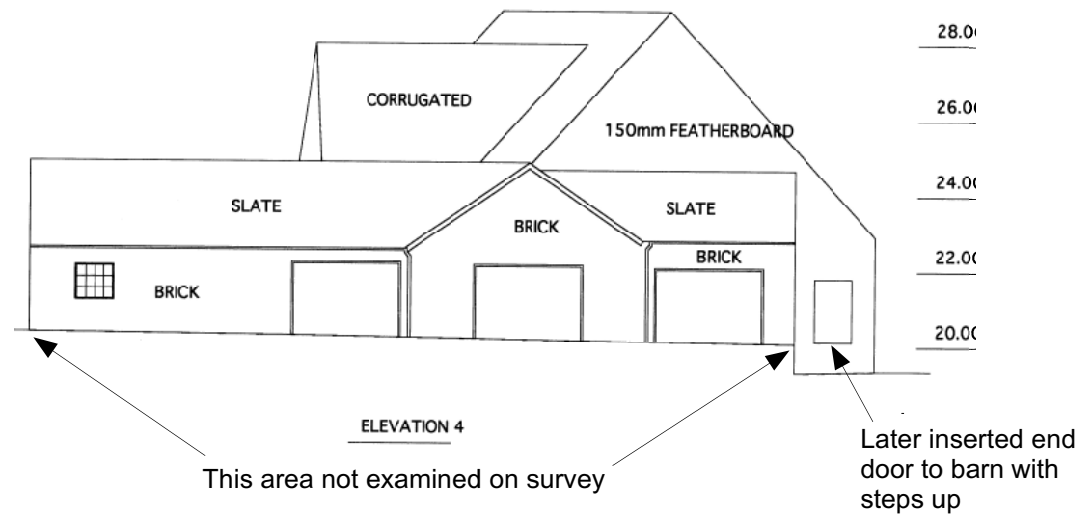 28.0
CORRUGATED
26.0
150mm FEATHERBOARD
24.0
SLATE
SLATE
BRICK
BRICK
22.0
BRICK
20.0
ELEVATION 4
Later inserted end
door to barn with
steps up
This area not examined on survey